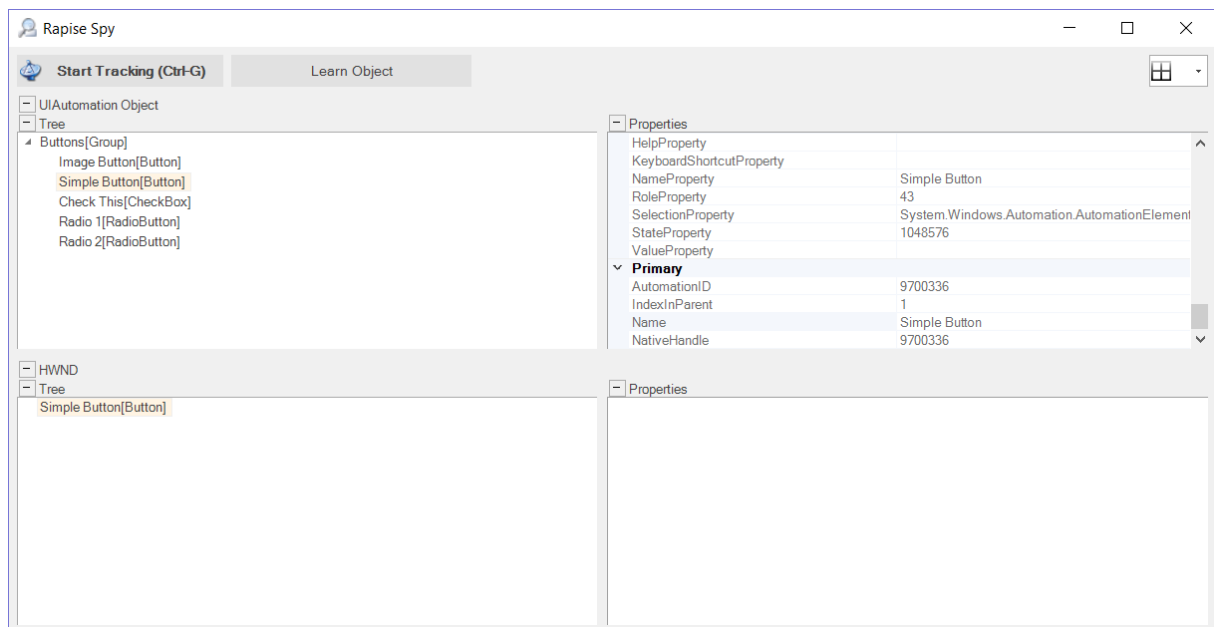 Rapise Spy
Start Tracking (Ctrl-G) Learn Object
UIAutomation Object
Tree
Buttons[Group]
Image Button[Button]
Simple Button[Button]
Check This[CheckBox]
Radio 1[RadioButton]
Radio 2[RadioButton]
Properties
HelpProperty
KeyboardShortcutProperty
NameProperty Simple Button
RoleProperty 43
SelectionProperty System.Windows.Automation.AutomationElement
StateProperty 1048576
ValueProperty
Primary
AutomationID 9700336
IndexInParent 1
Name Simple Button
NativeHandle 9700336
HWND
Tree
Simple Button[Button]
Properties